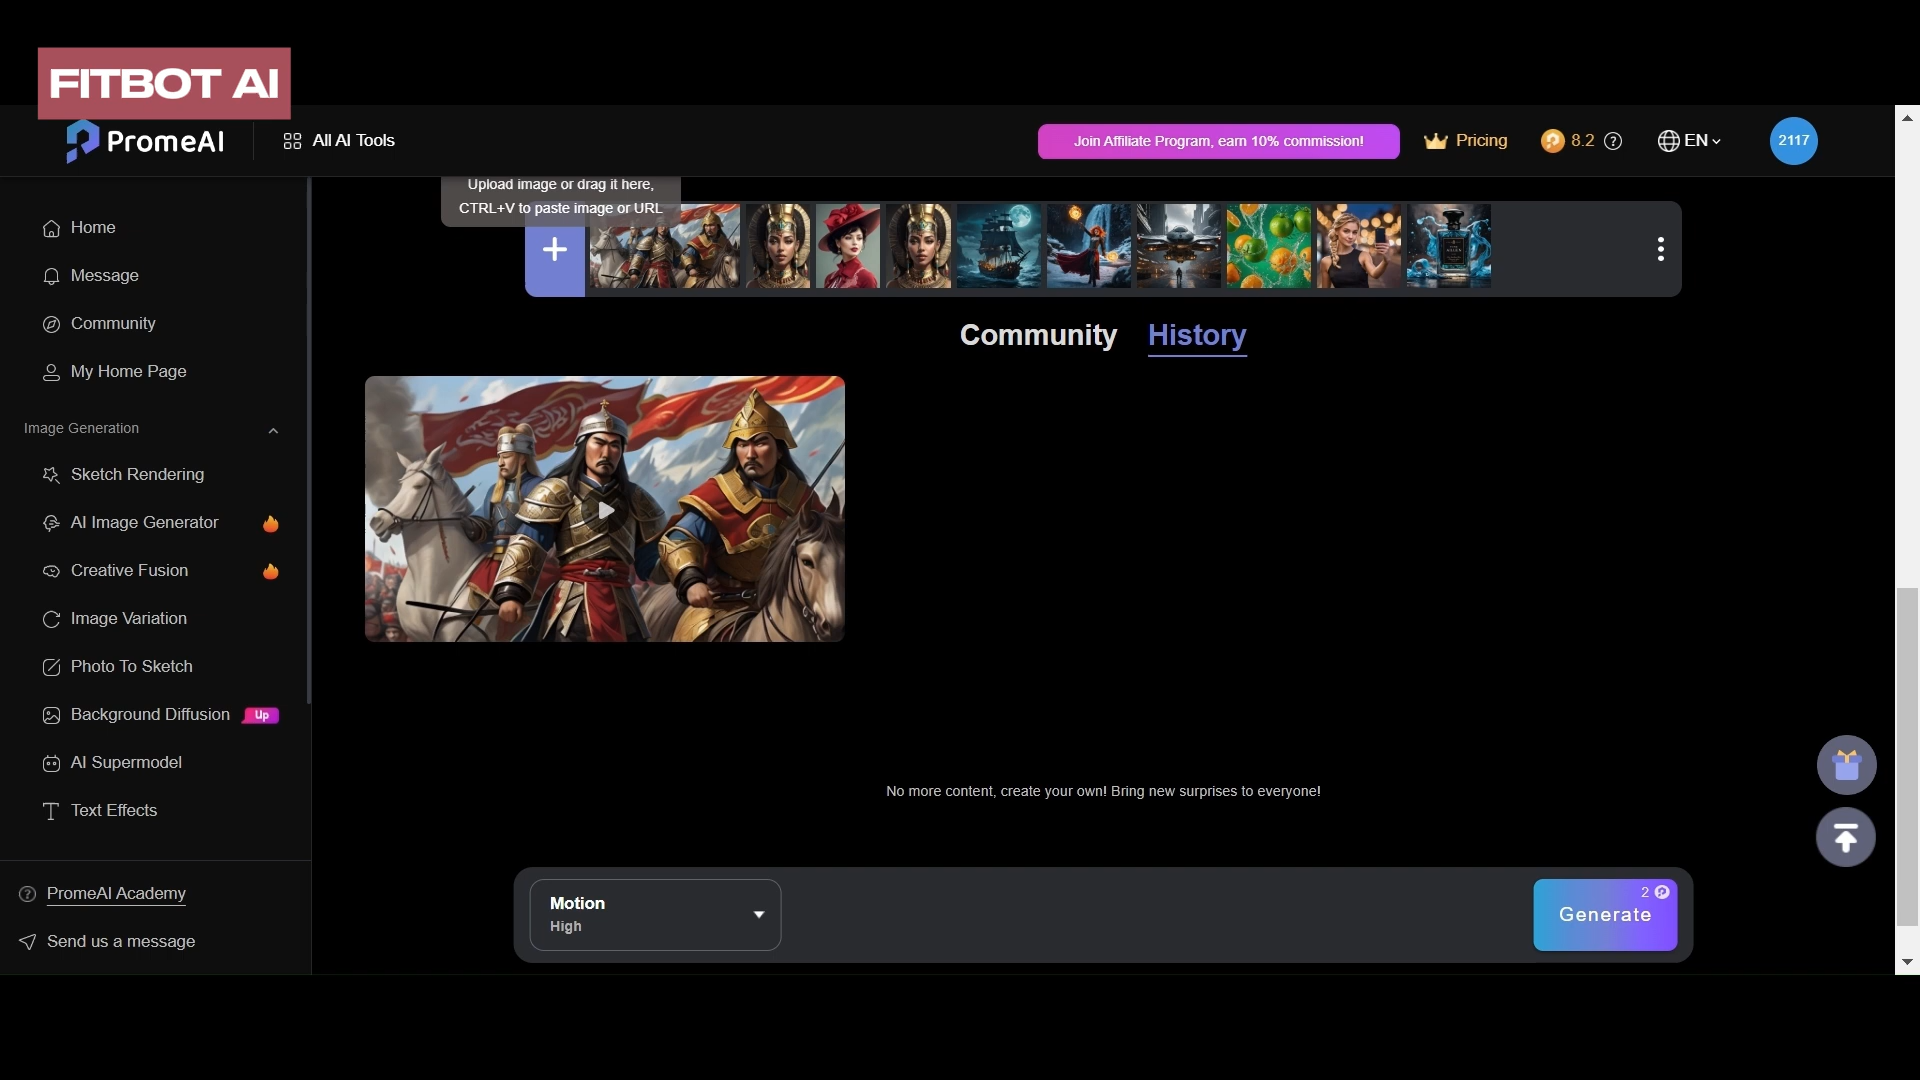 FITBOT AI
PromeAI
All AI Tools
Join Affiliate Program, earn 10% commission!
Pricing
8.2
EN
2117
Upload image or drag it here,
CTRL+V to paste image or URL
Home
Message
Community
My Home Page
Image Generation
Sketch Rendering
AI Image Generator
Creative Fusion
Image Variation
Photo To Sketch
Background Diffusion Up
AI Supermodel
Text Effects
PromeAI Academy
Send us a message
Community History
No more content, create your own! Bring new surprises to everyone!
Motion
High
2
Generate